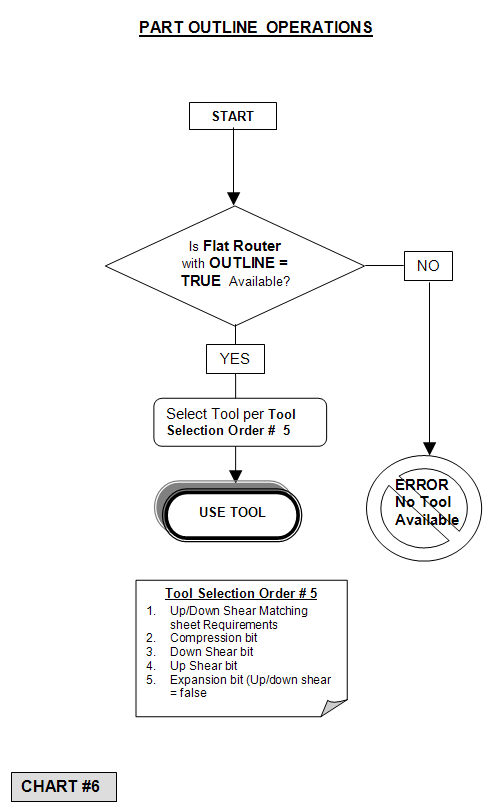 PART OUTLINE OPERATIONS
START
Is Flat Router
with OUTLINE =
TRUE Available?
NO
YES
Select Tool per Tool
Selection Order # 5
USE TOOL
ERROR
No Tool
Available
Tool Selection Order # 5
1. Up/Down Shear Matching
sheet Requirements
2. Compression bit
3. Down Shear bit
4. Up Shear bit
5. Expansion bit (Up/down shear
= false
CHART #6